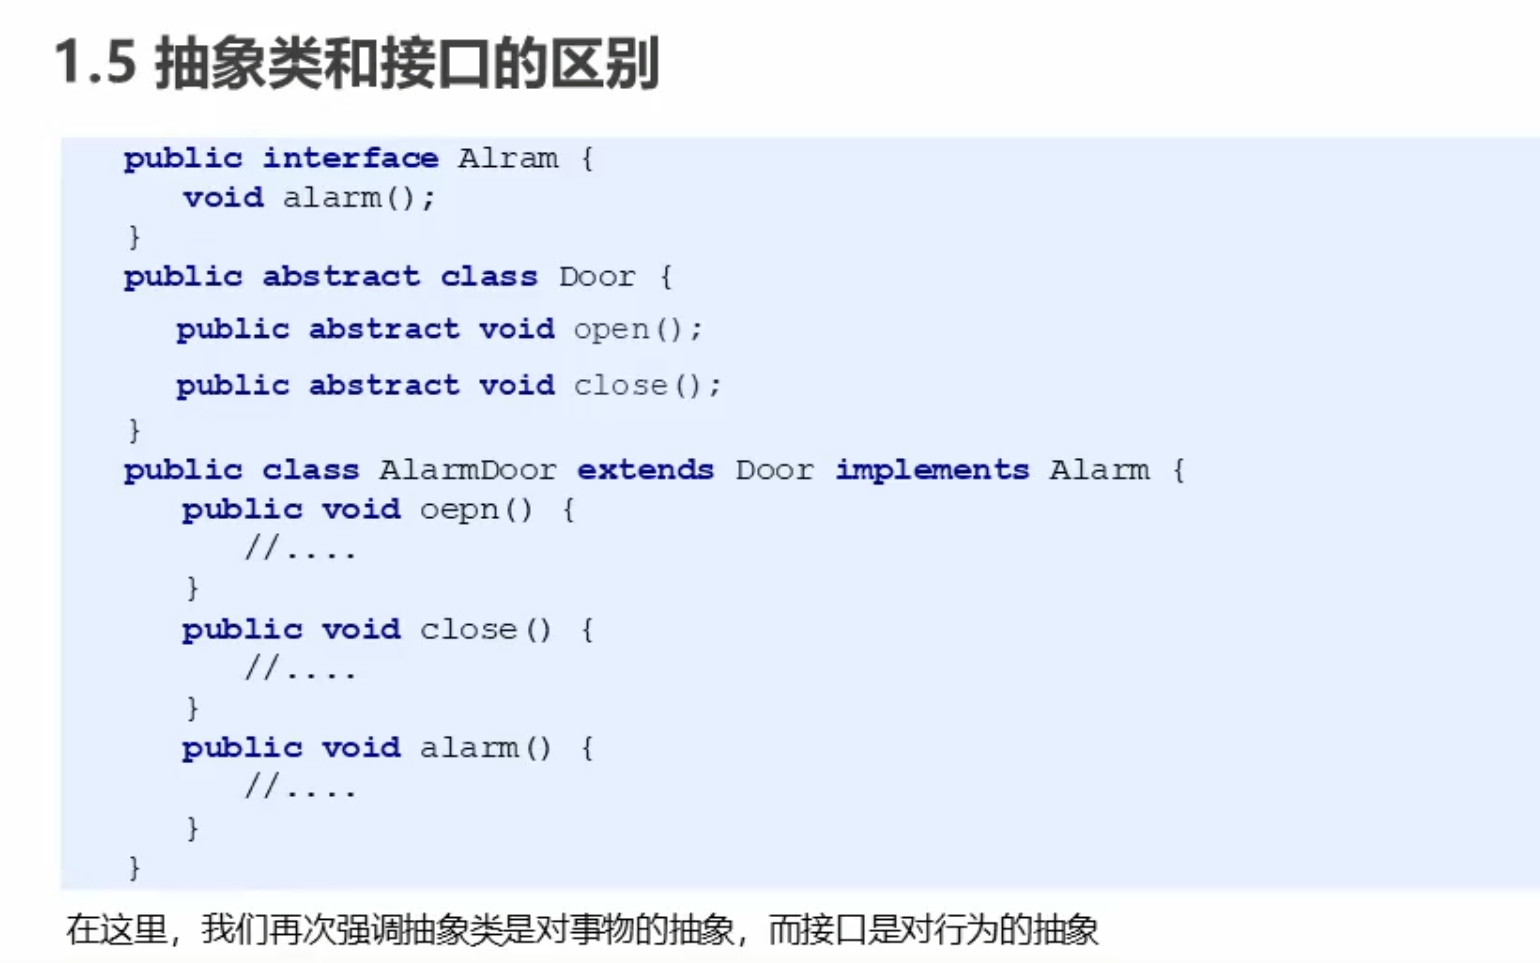 1.5 抽象类和接口的区别
public interface Alram {
void alarm();
}
public abstract class Door {
public abstract void open();
public abstract void close();
}
public class AlarmDoor extends Door implements Alarm {
public void oepn() {
//....
}
public void close() {
//....
}
public void alarm() {
//....
}
}
在这里，我们再次强调抽象类是对事物的抽象，而接口是对行为的抽象